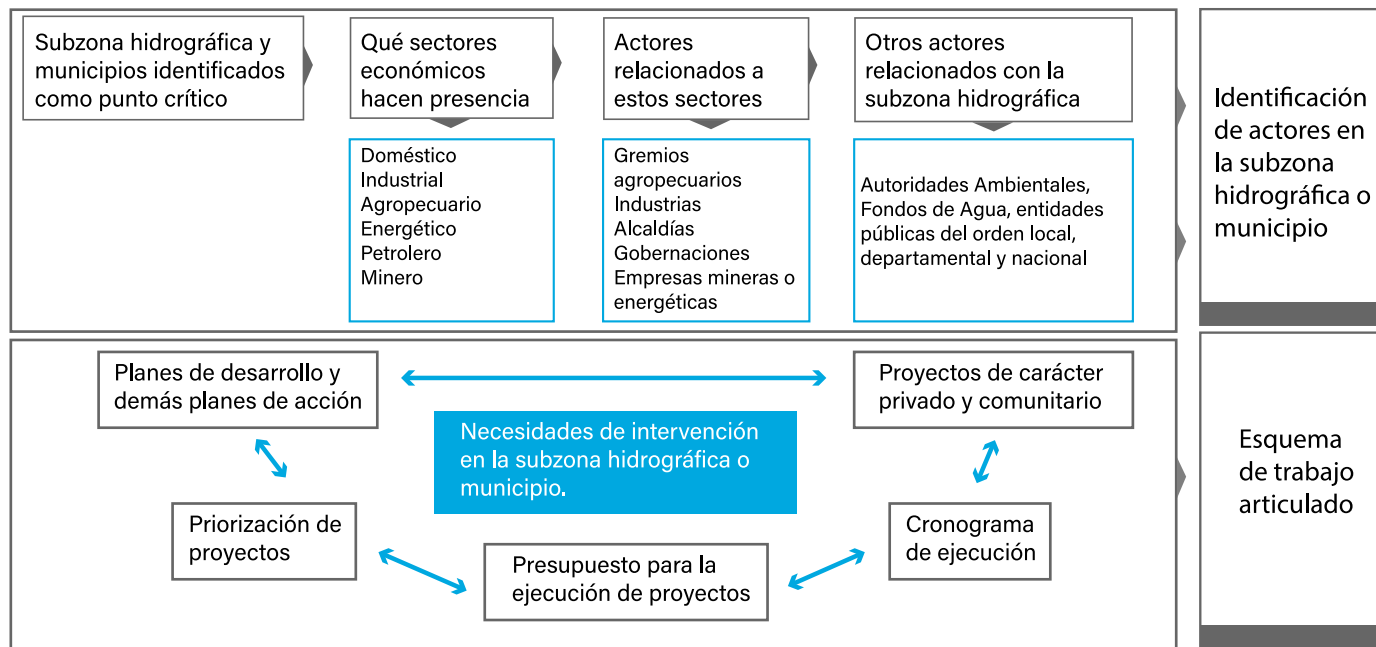 Subzona hidrográfica y
municipios identificados
como punto crítico
Qué sectores
económicos
hacen presencia
Actores
relacionados a
estos sectores
Otros actores
relacionados con la
subzona hidrográfica
Doméstico
Industrial
Agropecuario
Energético
Petrolero
Minero
Gremios
agropecuarios
Industrias
Alcaldías
Gobernaciones
Empresas mineras o
energéticas
Autoridades Ambientales,
Fondos de Agua, entidades
públicas del orden local,
departamental y nacional
Identificación
de actores en
la subzona
hidrográfica o
municipio
Planes de desarrollo y
demás planes de acción
Proyectos de carácter
privado y comunitario
Necesidades de intervención
en la subzona hidrográfica o
municipio.
Priorización de
proyectos
Presupuesto para la
ejecución de proyectos
Cronograma
de ejecución
Esquema
de trabajo
articulado